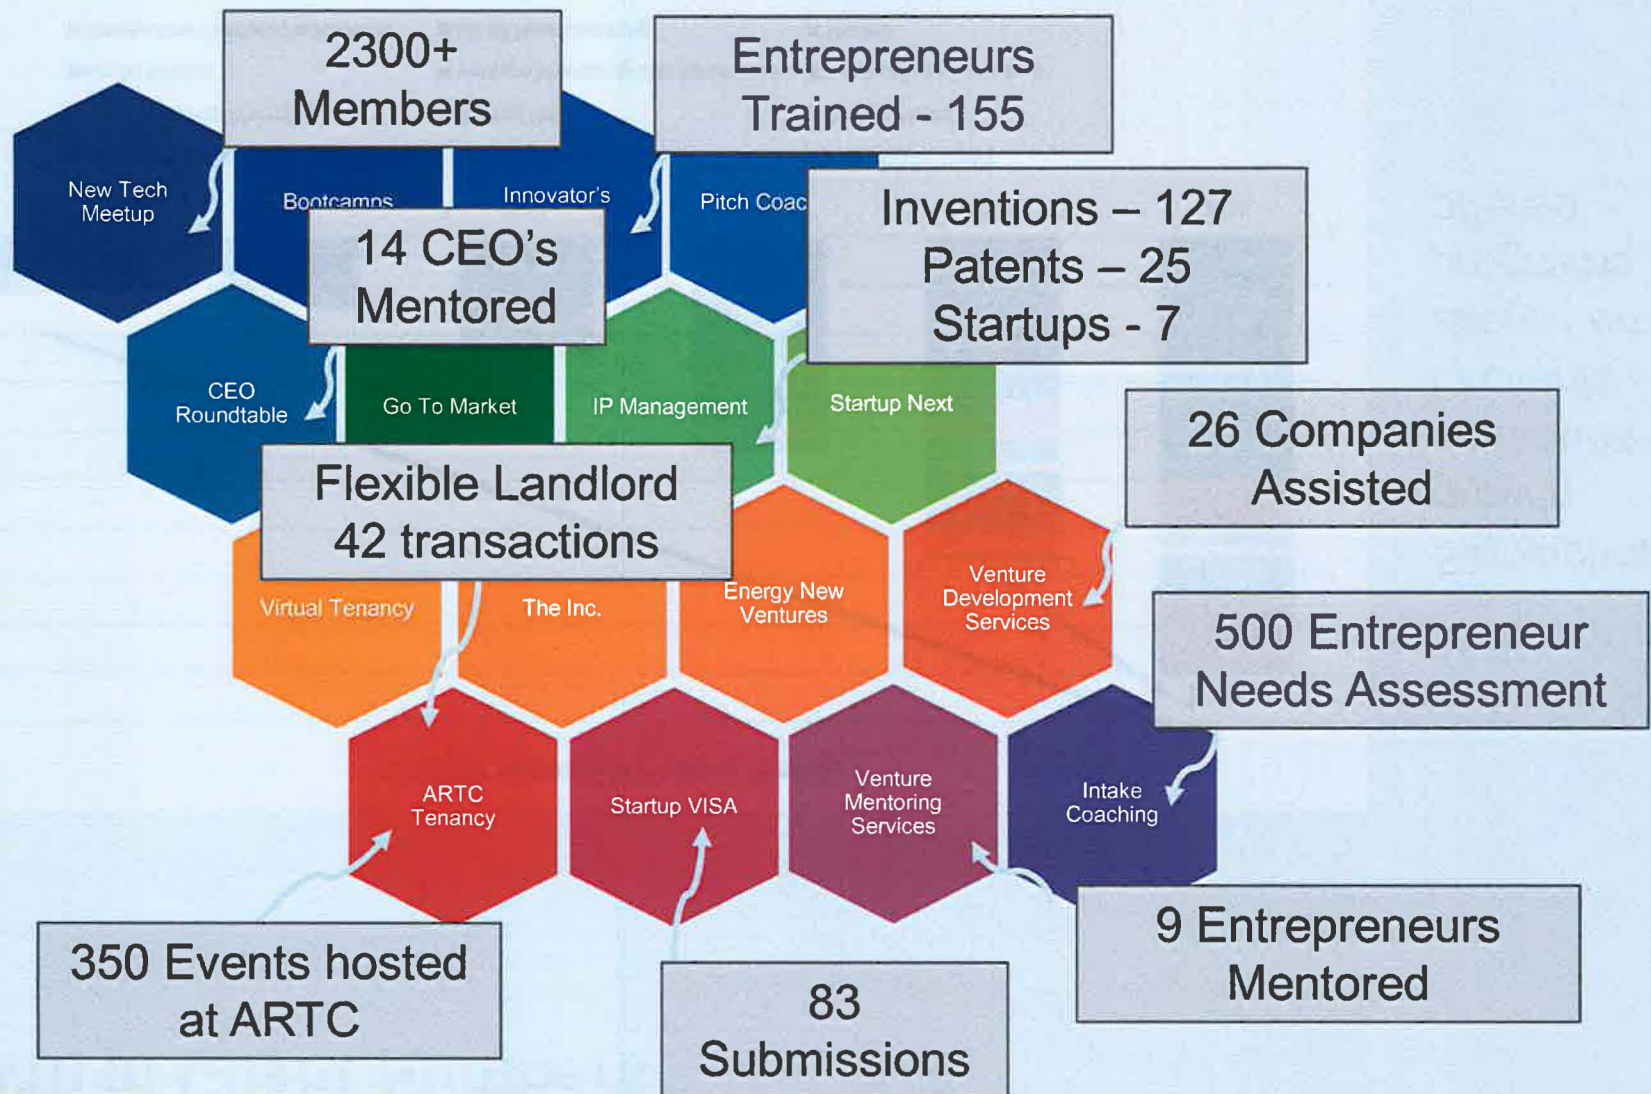 2300+
Members
Entrepreneurs
Trained - 155
New Tech
Meetup
Bootcamps
Innovator's
Pitch Coac
14 CEO's
Mentored
Inventions – 127
Patents – 25
Startups - 7
CEO
Roundtable
Go To Market
IP Management
Startup Next
26 Companies
Assisted
Flexible Landlord
42 transactions
Virtual Tenancy
The Inc.
Energy New
Ventures
Venture
Development
Services
500 Entrepreneur
Needs Assessment
ARTC
Tenancy
Startup VISA
Venture
Mentoring
Services
Intake
Coaching
350 Events hosted
at ARTC
83
Submissions
9 Entrepreneurs
Mentored